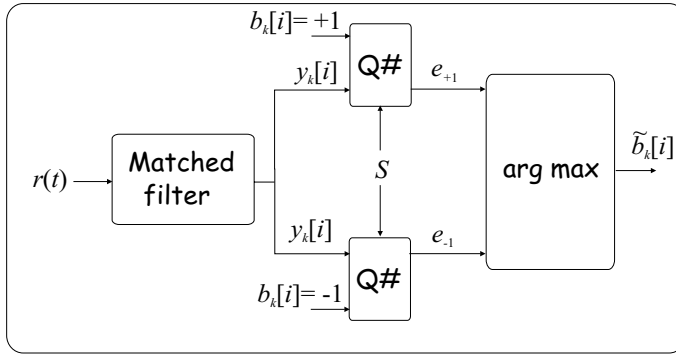 b_k[i]= +1
Q#
y_k[i]
e_{+1}
Matched
filter
r(t)
S
arg max
b̃_k[i]
y_k[i]
e_{-1}
Q#
b_k[i]= -1